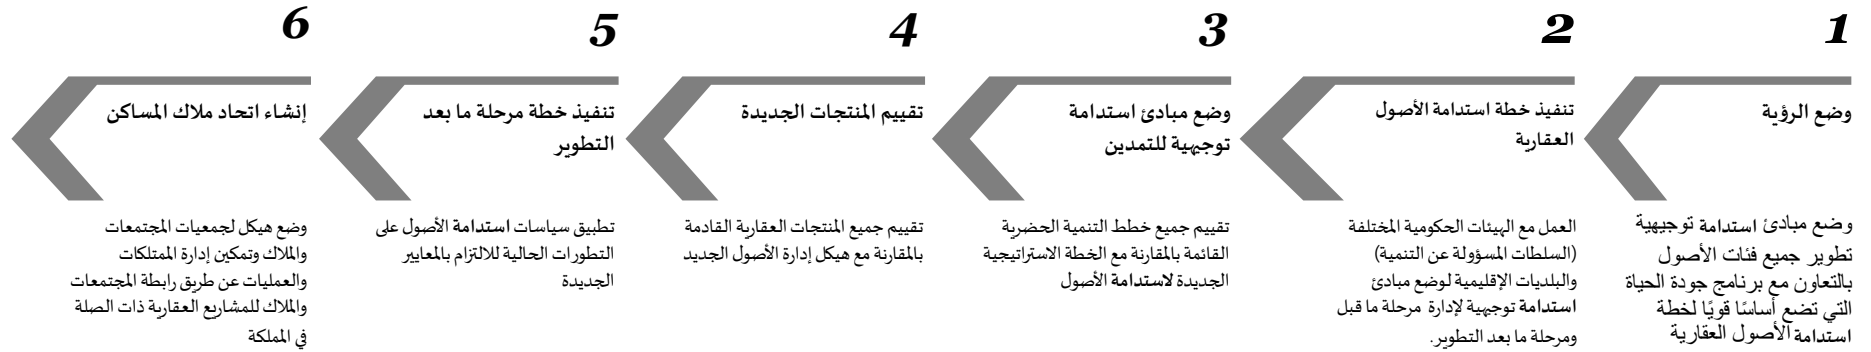 1
وضع الرؤية
وضع مبادئ استدامة توجيهية
تطوير جميع فئات الأصول
بالتعاون مع برنامج جودة الحياة
التي تضع أساسًا قويًا لخطة
استدامة الأصول العقارية
2
تنفيذ خطة استدامة الأصول
العقارية
العمل مع الهيئات الحكومية المختلفة
(السلطات المسؤولة عن التنمية)
والبلديات الإقليمية لوضع مبادئ
استدامة توجيهية لإدارة مرحلة ما قبل
ومرحلة ما بعد التطوير.
3
وضع مبادئ استدامة
توجيهية للتمدين
تقييم جميع خطط التنمية الحضرية
القائمة بالمقارنة مع الخطة الاستراتيجية
الجديدة لاستدامة الأصول
4
تقييم المنتجات الجديدة
تقييم جميع المنتجات العقارية القادمة
بالمقارنة مع هيكل إدارة الأصول الجديد
5
تنفيذ خطة مرحلة ما بعد
التطوير
تطبيق سياسات استدامة الأصول على
التطورات الحالية للالتزام بالمعايير
الجديدة
6
إنشاء اتحاد ملاك المساكن
وضع هيكل لجمعيات المجتمعات
والملاك وتمكين إدارة الممتلكات
والعمليات عن طريق رابطة المجتمعات
والملاك للمشاريع العقارية ذات الصلة
في المملكة